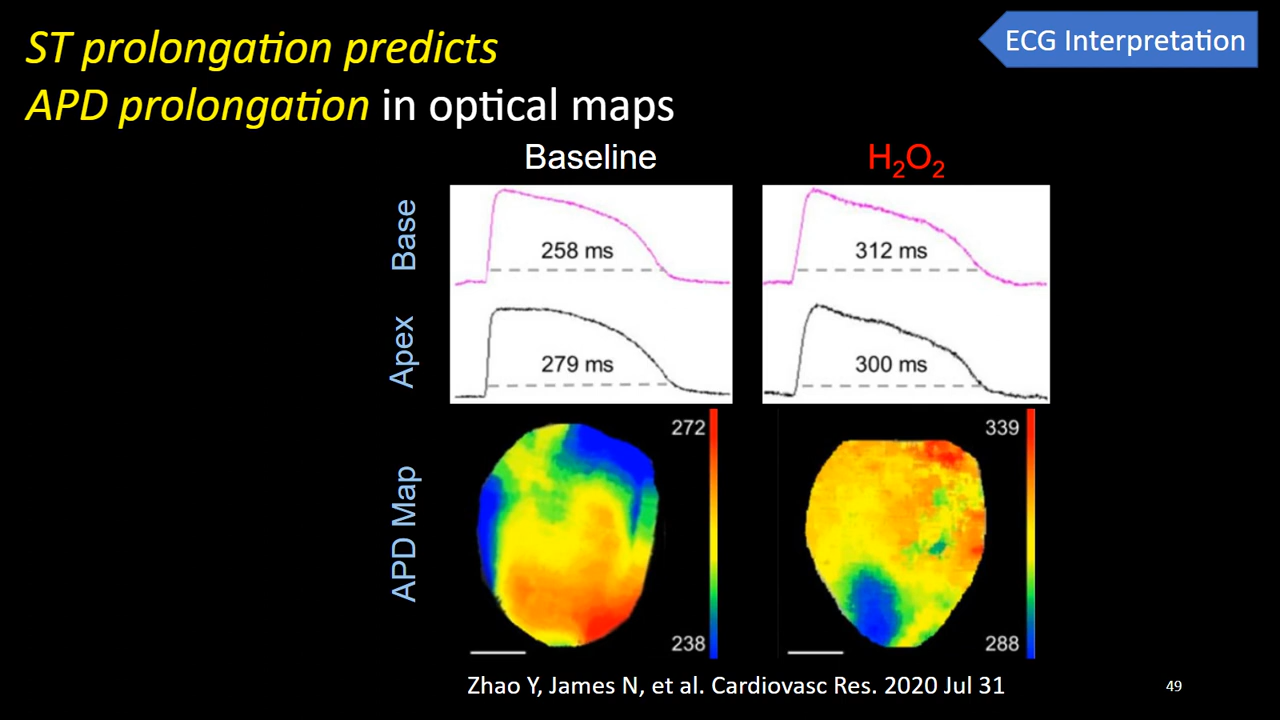 ST prolongation predicts
APD prolongation in optical maps
ECG Interpretation
Baseline
H₂O₂
Base
258 ms
312 ms
Apex
279 ms
300 ms
APD Map
272
238
339
288
Zhao Y, James N, et al. Cardiovasc Res. 2020 Jul 31
49